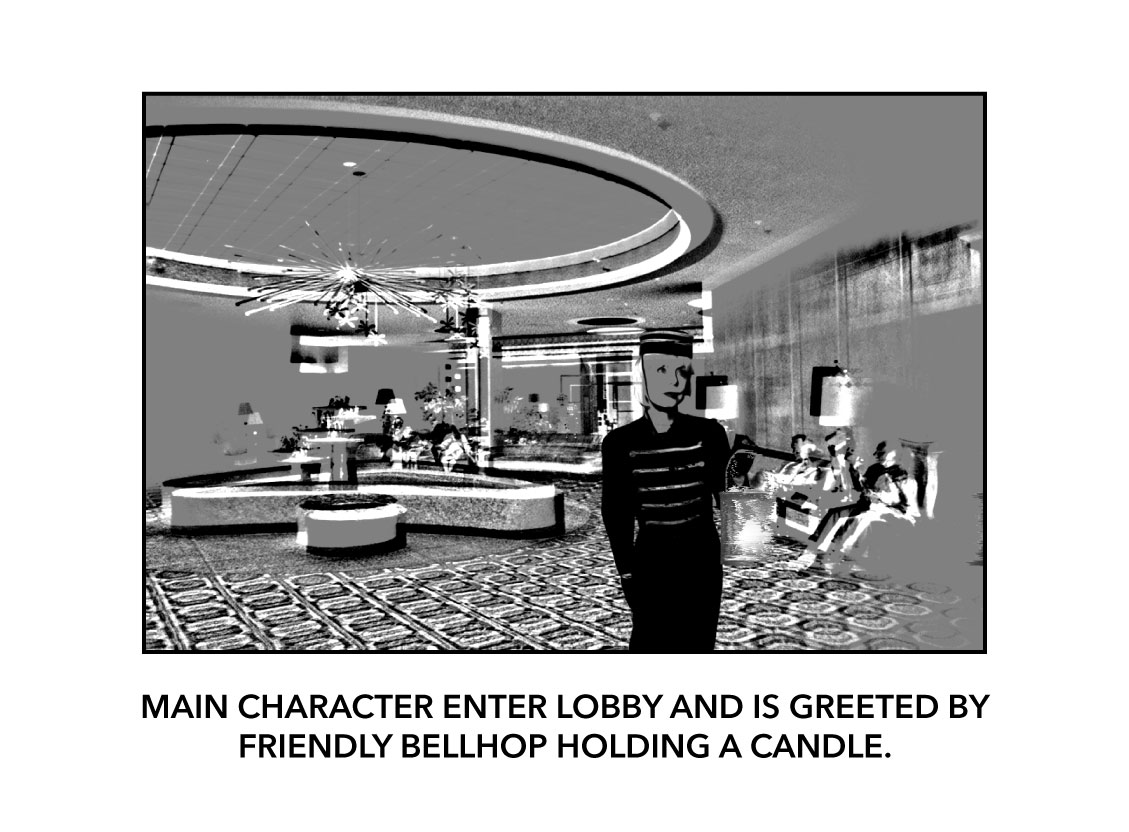 MAIN CHARACTER ENTER LOBBY AND IS GREETED BY
FRIENDLY BELLHOP HOLDING A CANDLE.